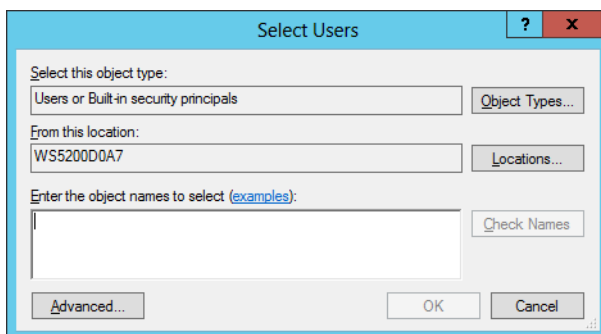 Select Users
? x
Select this object type:
Users or Built-in security principals
Object Types...
From this location:
WS5200D0A7
Locations...
Enter the object names to select (examples):
Check Names
Advanced...
OK
Cancel